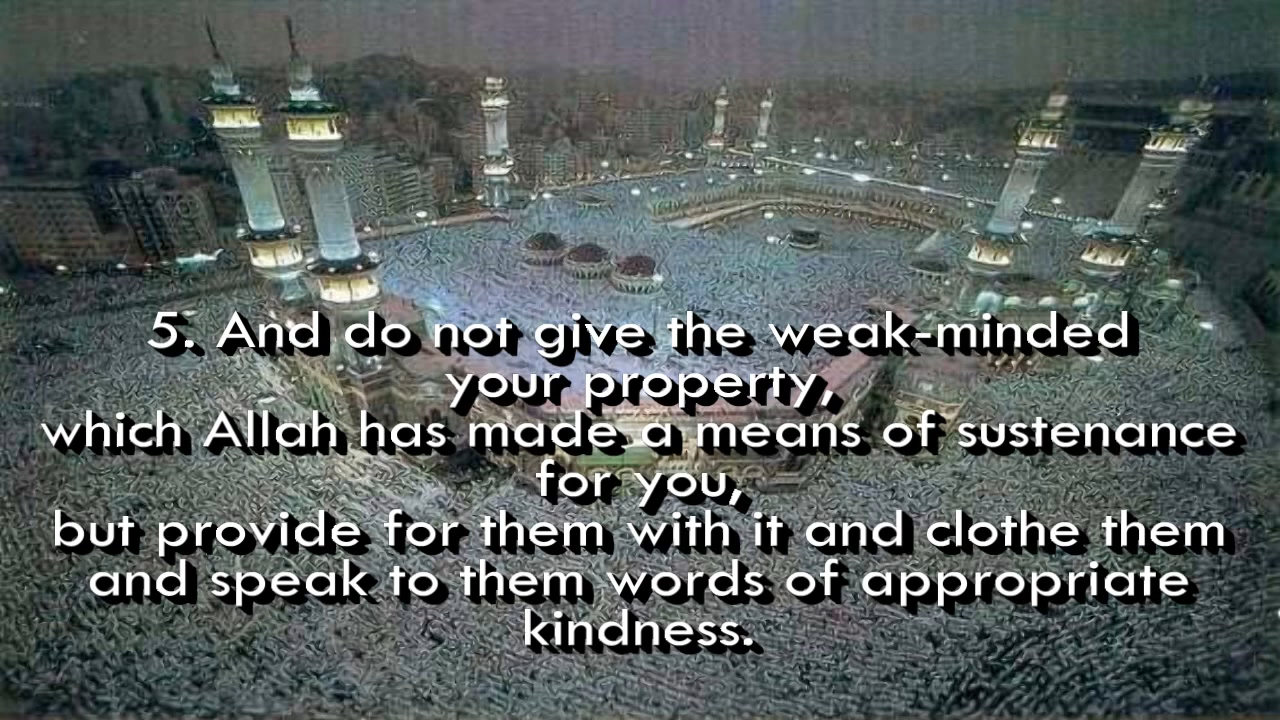 5. And do not give the weak-minded
your property,
which Allah has made a means of sustenance
for you,
but provide for them with it and clothe them
and speak to them words of appropriate
kindness.